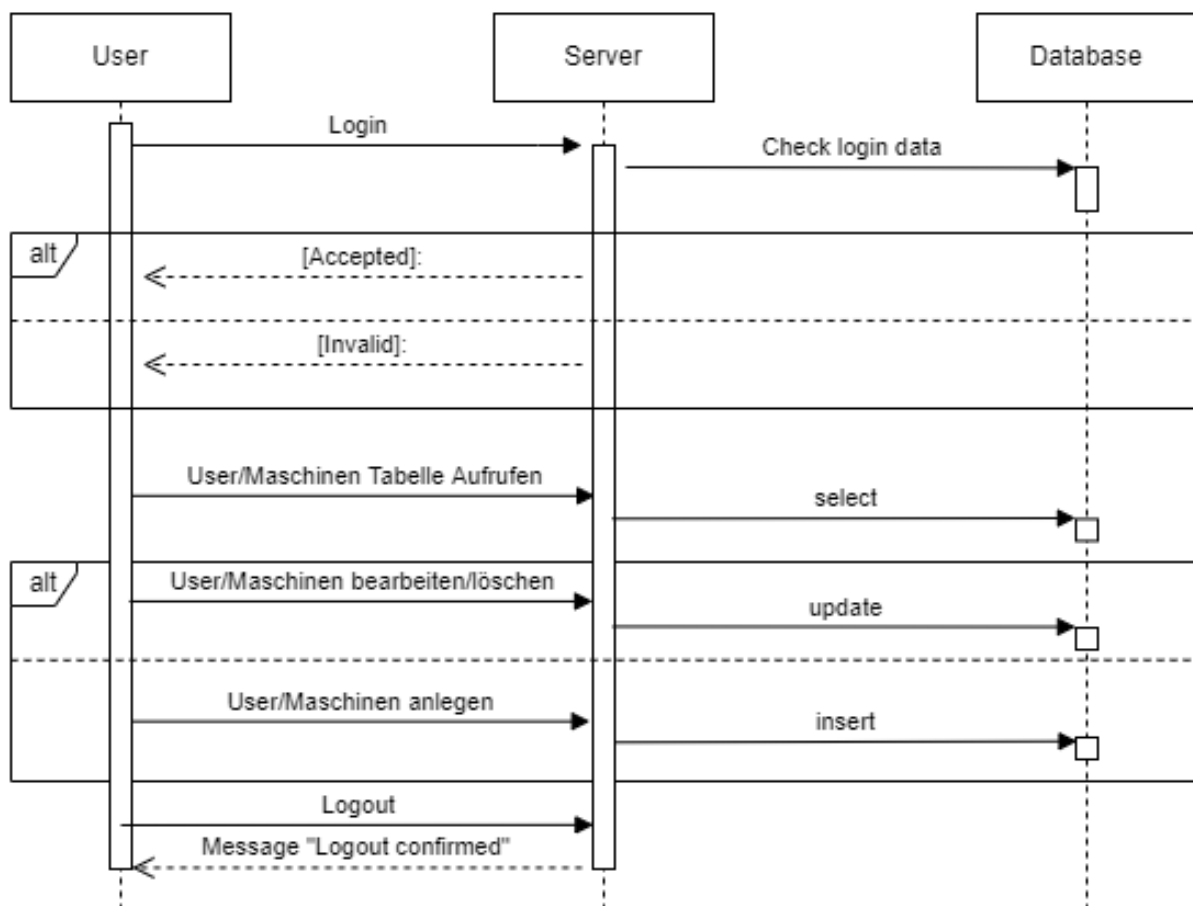 User
Server
Database
Login
Check login data
alt
[Accepted]:
[Invalid]:
User/Maschinen Tabelle Aufrufen
select
alt
User/Maschinen bearbeiten/löschen
update
User/Maschinen anlegen
insert
Logout
Message "Logout confirmed"